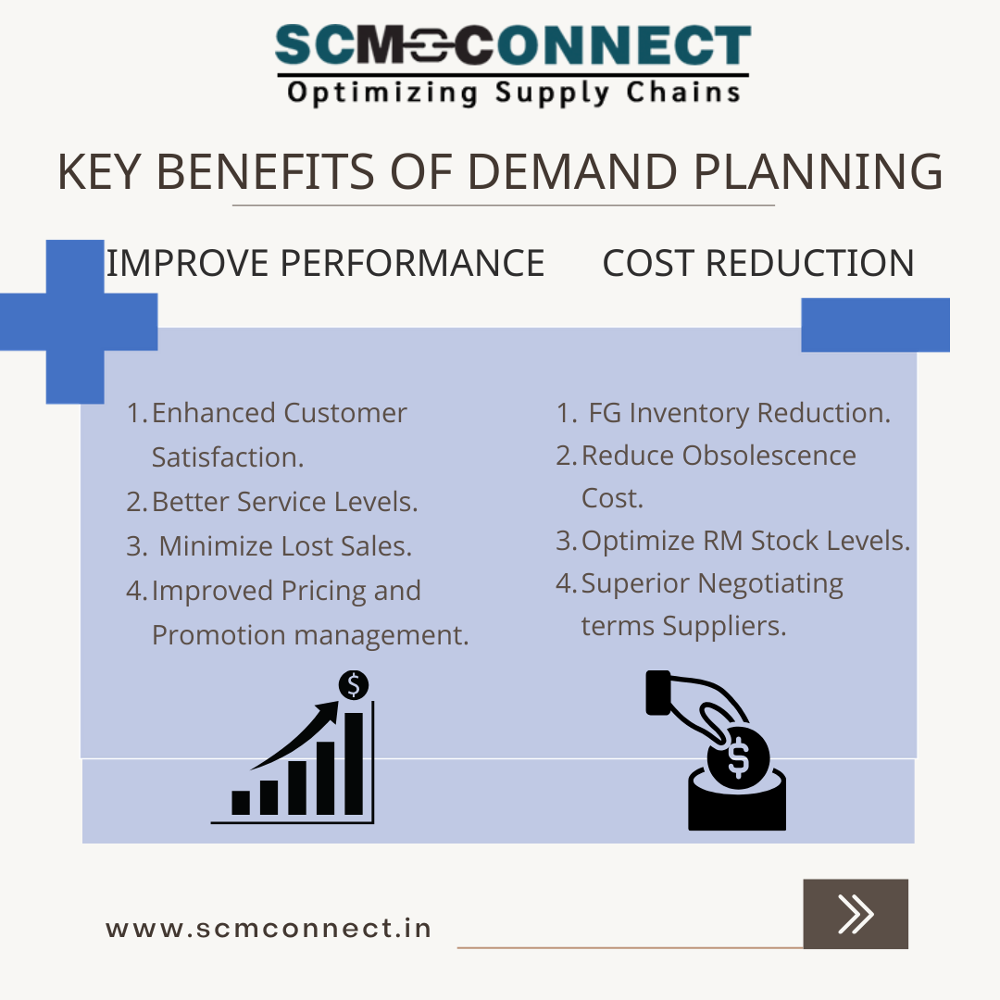 SCM CONNECT
Optimizing Supply Chains
KEY BENEFITS OF DEMAND PLANNING
IMPROVE PERFORMANCE
1. Enhanced Customer
Satisfaction.
2. Better Service Levels.
3. Minimize Lost Sales.
4. Improved Pricing and
Promotion management.
$
COST REDUCTION
1. FG Inventory Reduction.
2. Reduce Obsolescence
Cost.
3. Optimize RM Stock Levels.
4. Superior Negotiating
terms Suppliers.
$
www.scmconnect.in